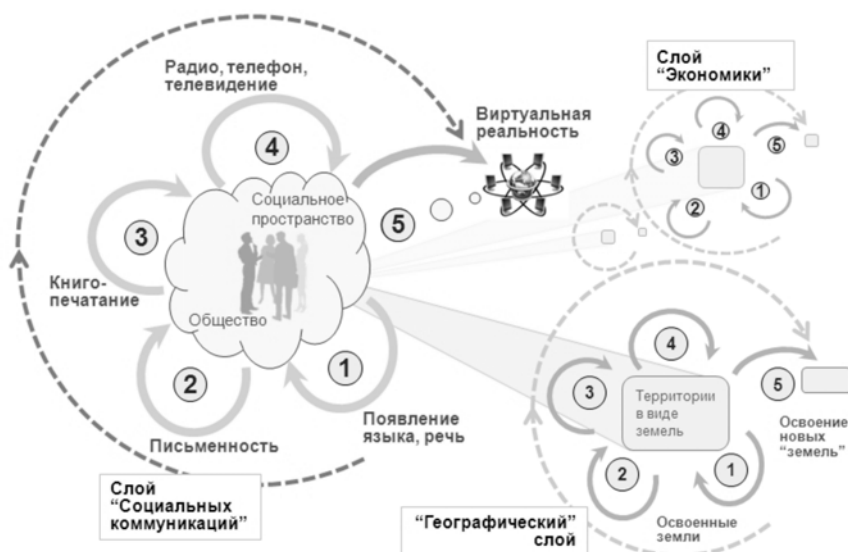 Радио, телефон,
телевидение
4
Социальное
пространство
3
Книго-
печатание
Общество
2
Письменность
1
Появление
языка, речь
5
Виртуальная
реальность
Слой
“Социальных
коммуникаций”
Слой
“Экономики”
4
3
5
2
1
4
3
5
Территории
в виде
земель
2
1
Освоение
новых
“земель”
Освоенные
земли
“Географический”
слой